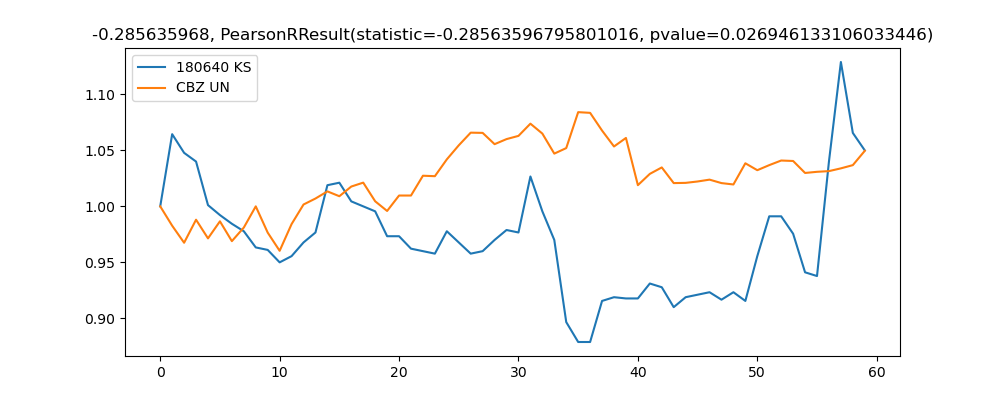 -0.285635968, PearsonRResult(statistic=-0.28563596795801016, pvalue=0.026946133106033446)
180640 KS
CBZ UN
1.10
1.05
1.00
0.95
0.90
0 10 20 30 40 50 60